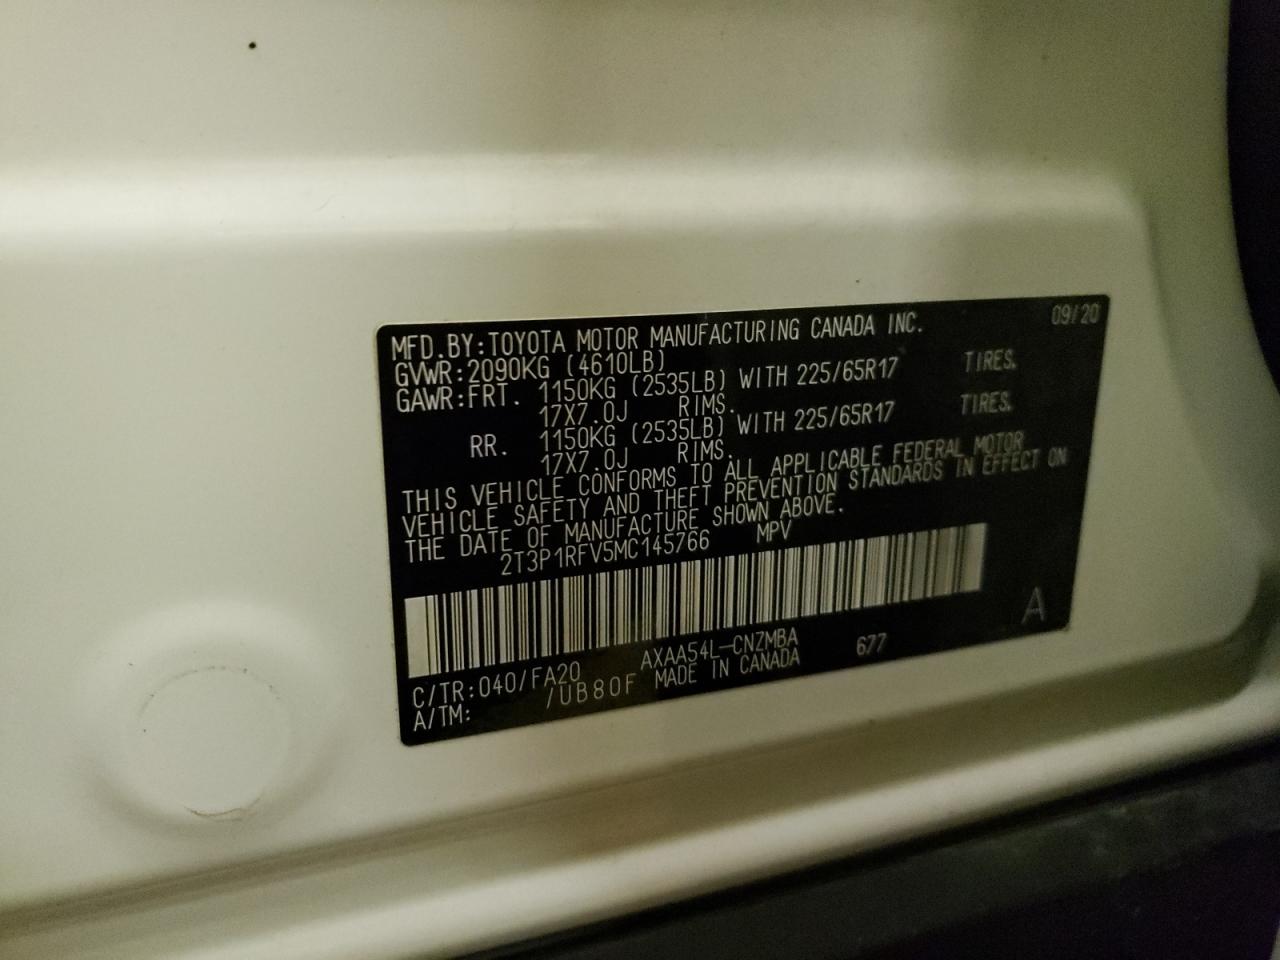 09/20
MFD.BY:TOYOTA MOTOR MANUFACTURING CANADA INC.
GVWR:2090KG (4610LB)
GAWR:FRT. 1150KG (2535LB) WITH 225/65R17 TIRES.
17X7.0J RIMS.
RR. 1150KG (2535LB) WITH 225/65R17 TIRES.
17X7.0J RIMS.
THIS VEHICLE CONFORMS TO ALL APPLICABLE FEDERAL MOTOR
VEHICLE SAFETY AND THEFT PREVENTION STANDARDS IN EFFECT ON
THE DATE OF MANUFACTURE SHOWN ABOVE.
2T3P1RFV5MC145766 MPV
A
C/TR:040/FA20 AXAA54L-CNZMBA 677
A/TM: /UB80F MADE IN CANADA